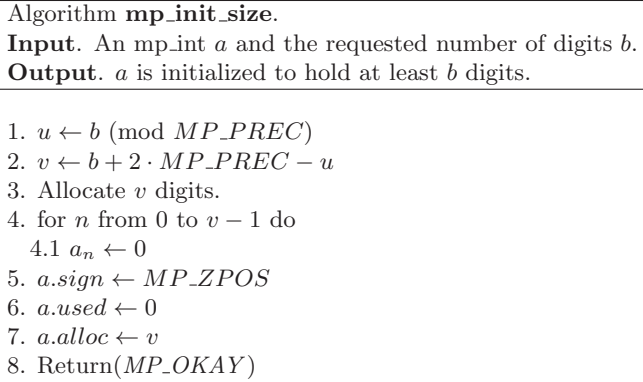 Algorithm mp_init_size.
Input. An mp_int a and the requested number of digits b.
Output. a is initialized to hold at least b digits.
1. u ← b (mod MP_PREC)
2. v ← b + 2 · MP_PREC − u
3. Allocate v digits.
4. for n from 0 to v − 1 do
4.1 aₙ ← 0
5. a.sign ← MP_ZPOS
6. a.used ← 0
7. a.alloc ← v
8. Return(MP_OKAY)